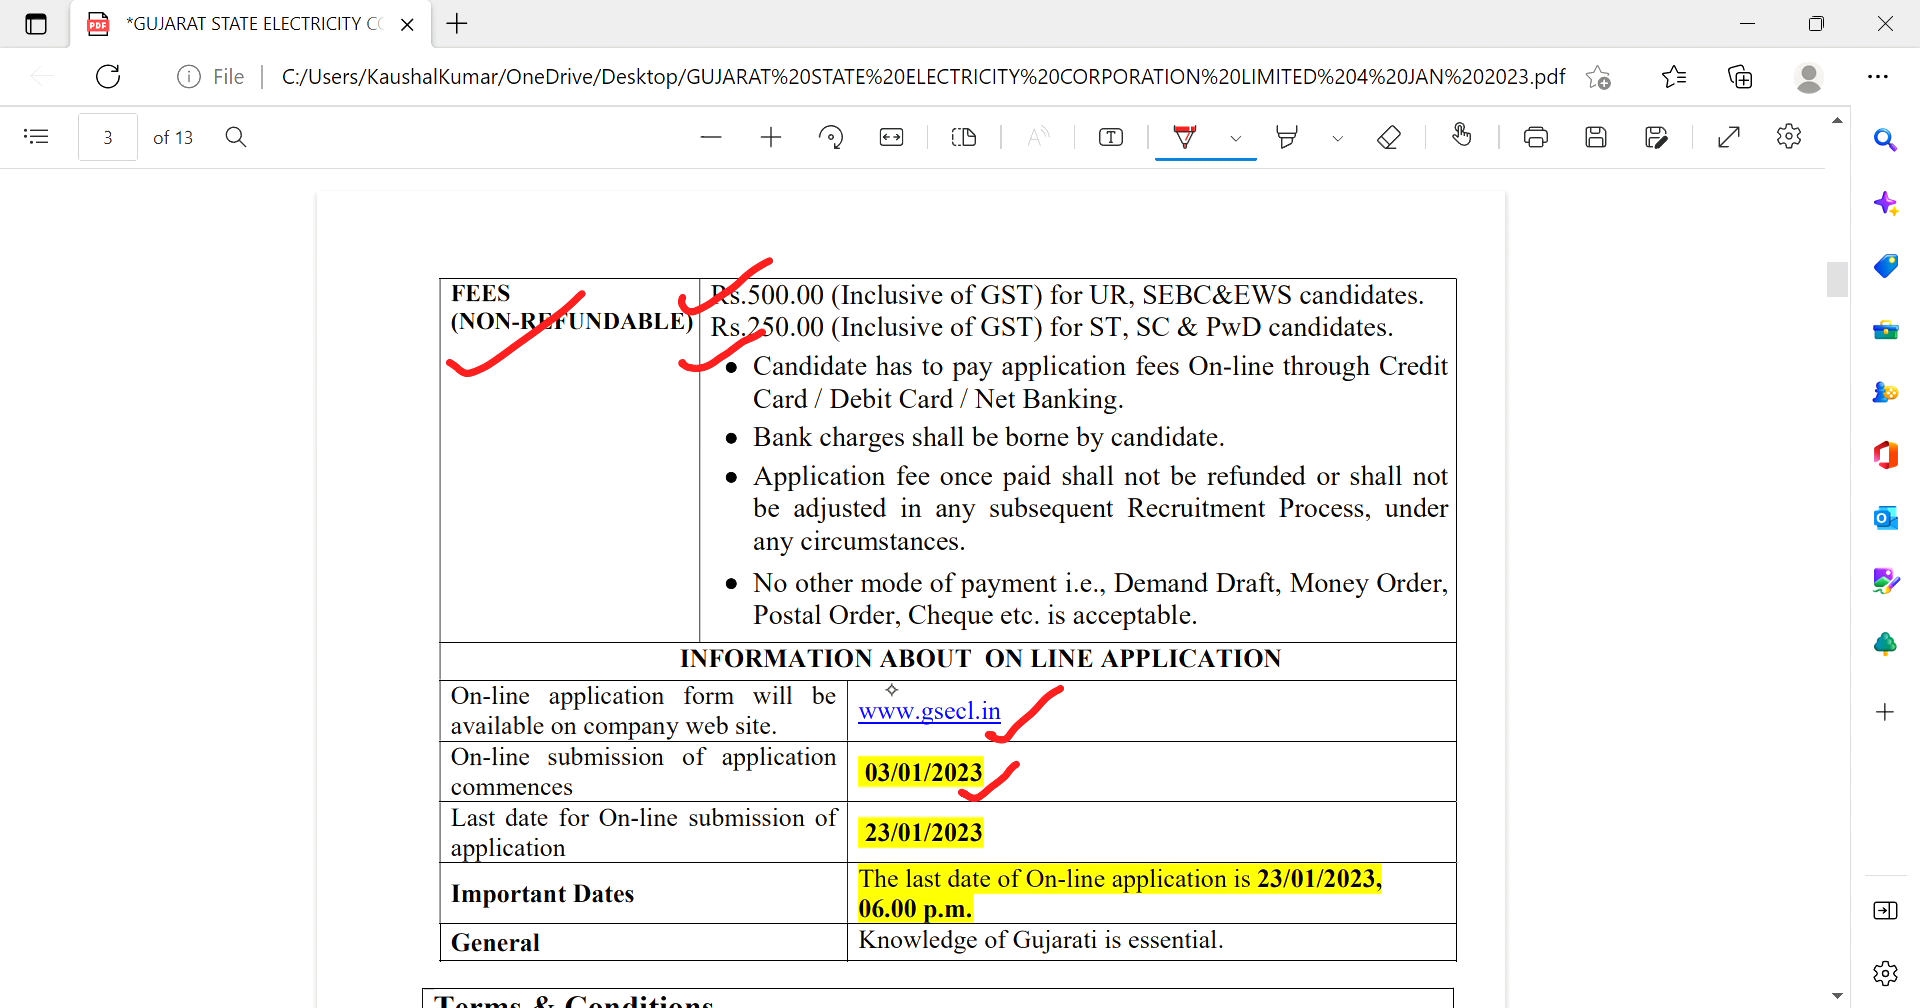 *GUJARAT STATE ELECTRICITY CO
File
C:/Users/KaushalKumar/OneDrive/Desktop/GUJARAT%20STATE%20ELECTRICITY%20CORPORATION%20LIMITED%204%20JAN%202023.pdf
3 of 13
FEES
(NON-REFUNDABLE)
Rs.500.00 (Inclusive of GST) for UR, SEBC&EWS candidates.
Rs.250.00 (Inclusive of GST) for ST, SC & PwD candidates.
● Candidate has to pay application fees On-line through Credit
Card / Debit Card / Net Banking.
● Bank charges shall be borne by candidate.
● Application fee once paid shall not be refunded or shall not
be adjusted in any subsequent Recruitment Process, under
any circumstances.
● No other mode of payment i.e., Demand Draft, Money Order,
Postal Order, Cheque etc. is acceptable.
INFORMATION ABOUT ON LINE APPLICATION
On-line application form will be
available on company web site.
www.gsecl.in
On-line submission of application
commences
03/01/2023
Last date for On-line submission of
application
23/01/2023
Important Dates
The last date of On-line application is 23/01/2023,
06.00 p.m.
General
Knowledge of Gujarati is essential.
Terms & Conditions